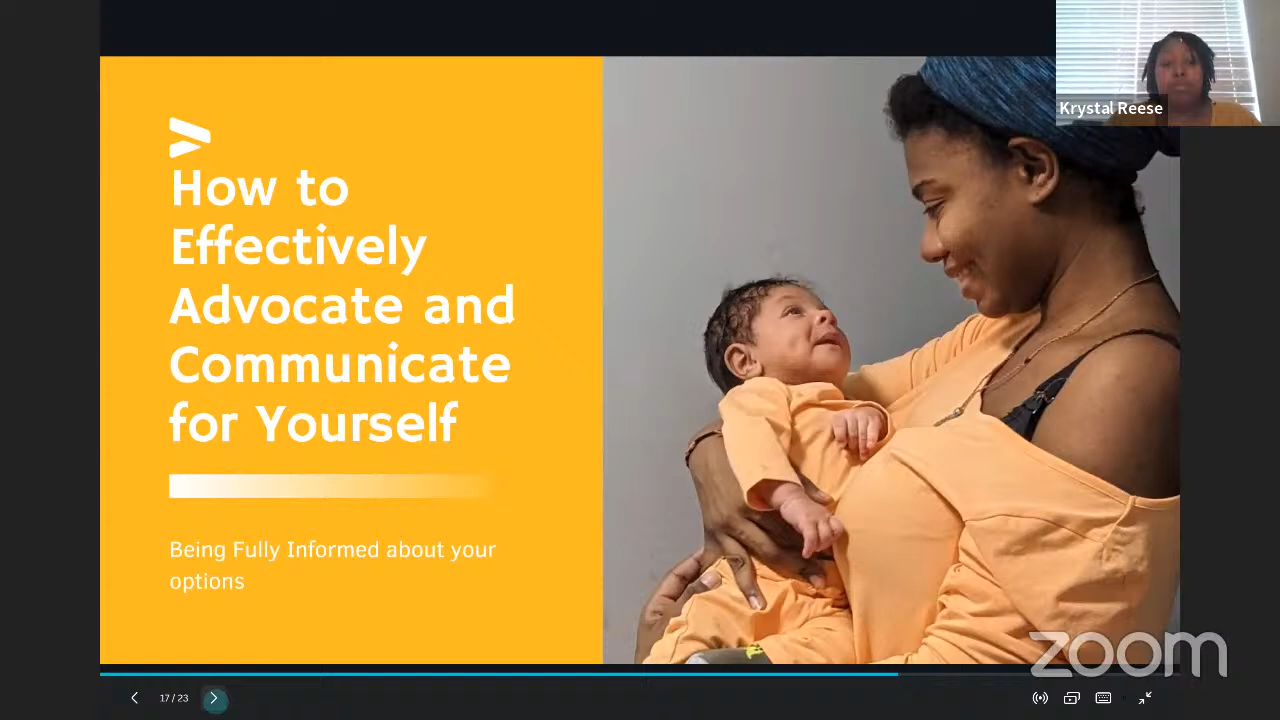 Krystal Reese
How to
Effectively
Advocate and
Communicate
for Yourself
Being Fully Informed about your
options
zoom
17 / 23